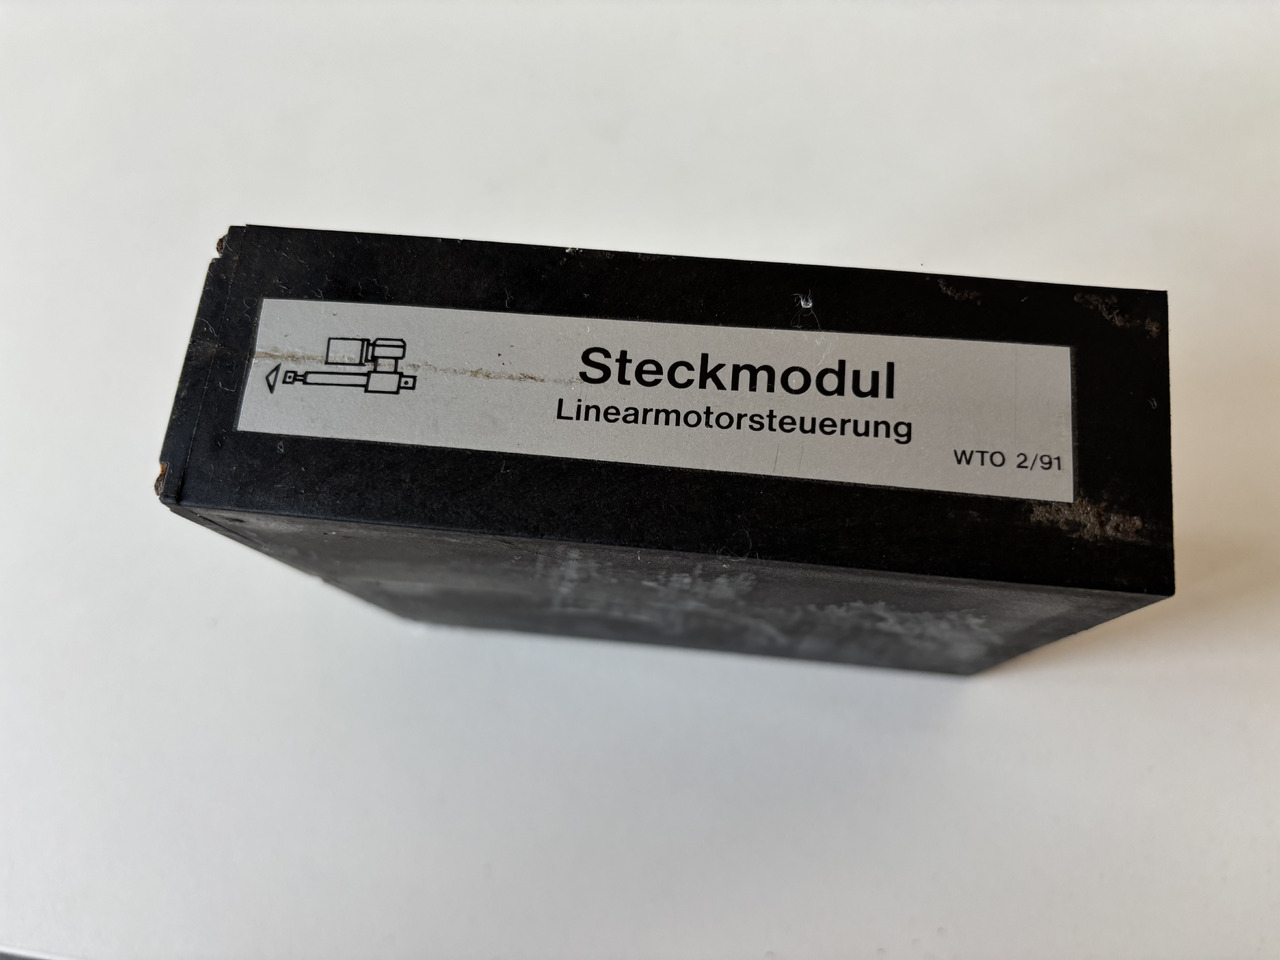 Steckmodul
Linearmotorsteuerung
WTO 2/91